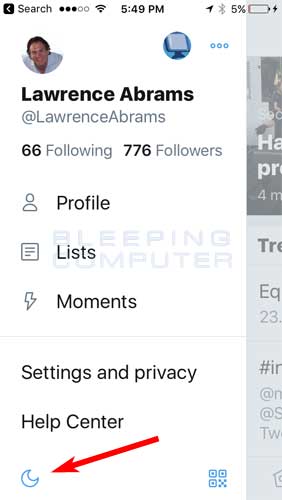 Search 5:49 PM 5%
Lawrence Abrams
@LawrenceAbrams
66 Following 776 Followers
Profile
BLEEPING
COMPUTER
Lists
Moments
Settings and privacy
Help Center
Soc
Ha
pr
4 m
Tre
Eq
23.
#in
@n
@S
Twe